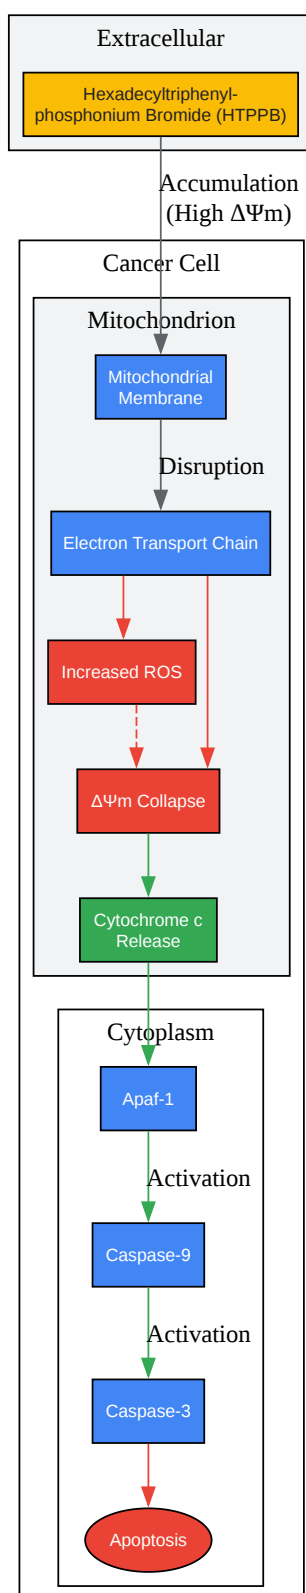 Extracellular
Hexadecyltriphenyl-
phosphonium Bromide (HTPPB)
Accumulation
(High ΔΨm)
Cancer Cell
Mitochondrion
Mitochondrial
Membrane
Disruption
Electron Transport Chain
Increased ROS
ΔΨm Collapse
Cytochrome c
Release
Cytoplasm
Apaf-1
Activation
Caspase-9
Activation
Caspase-3
Apoptosis